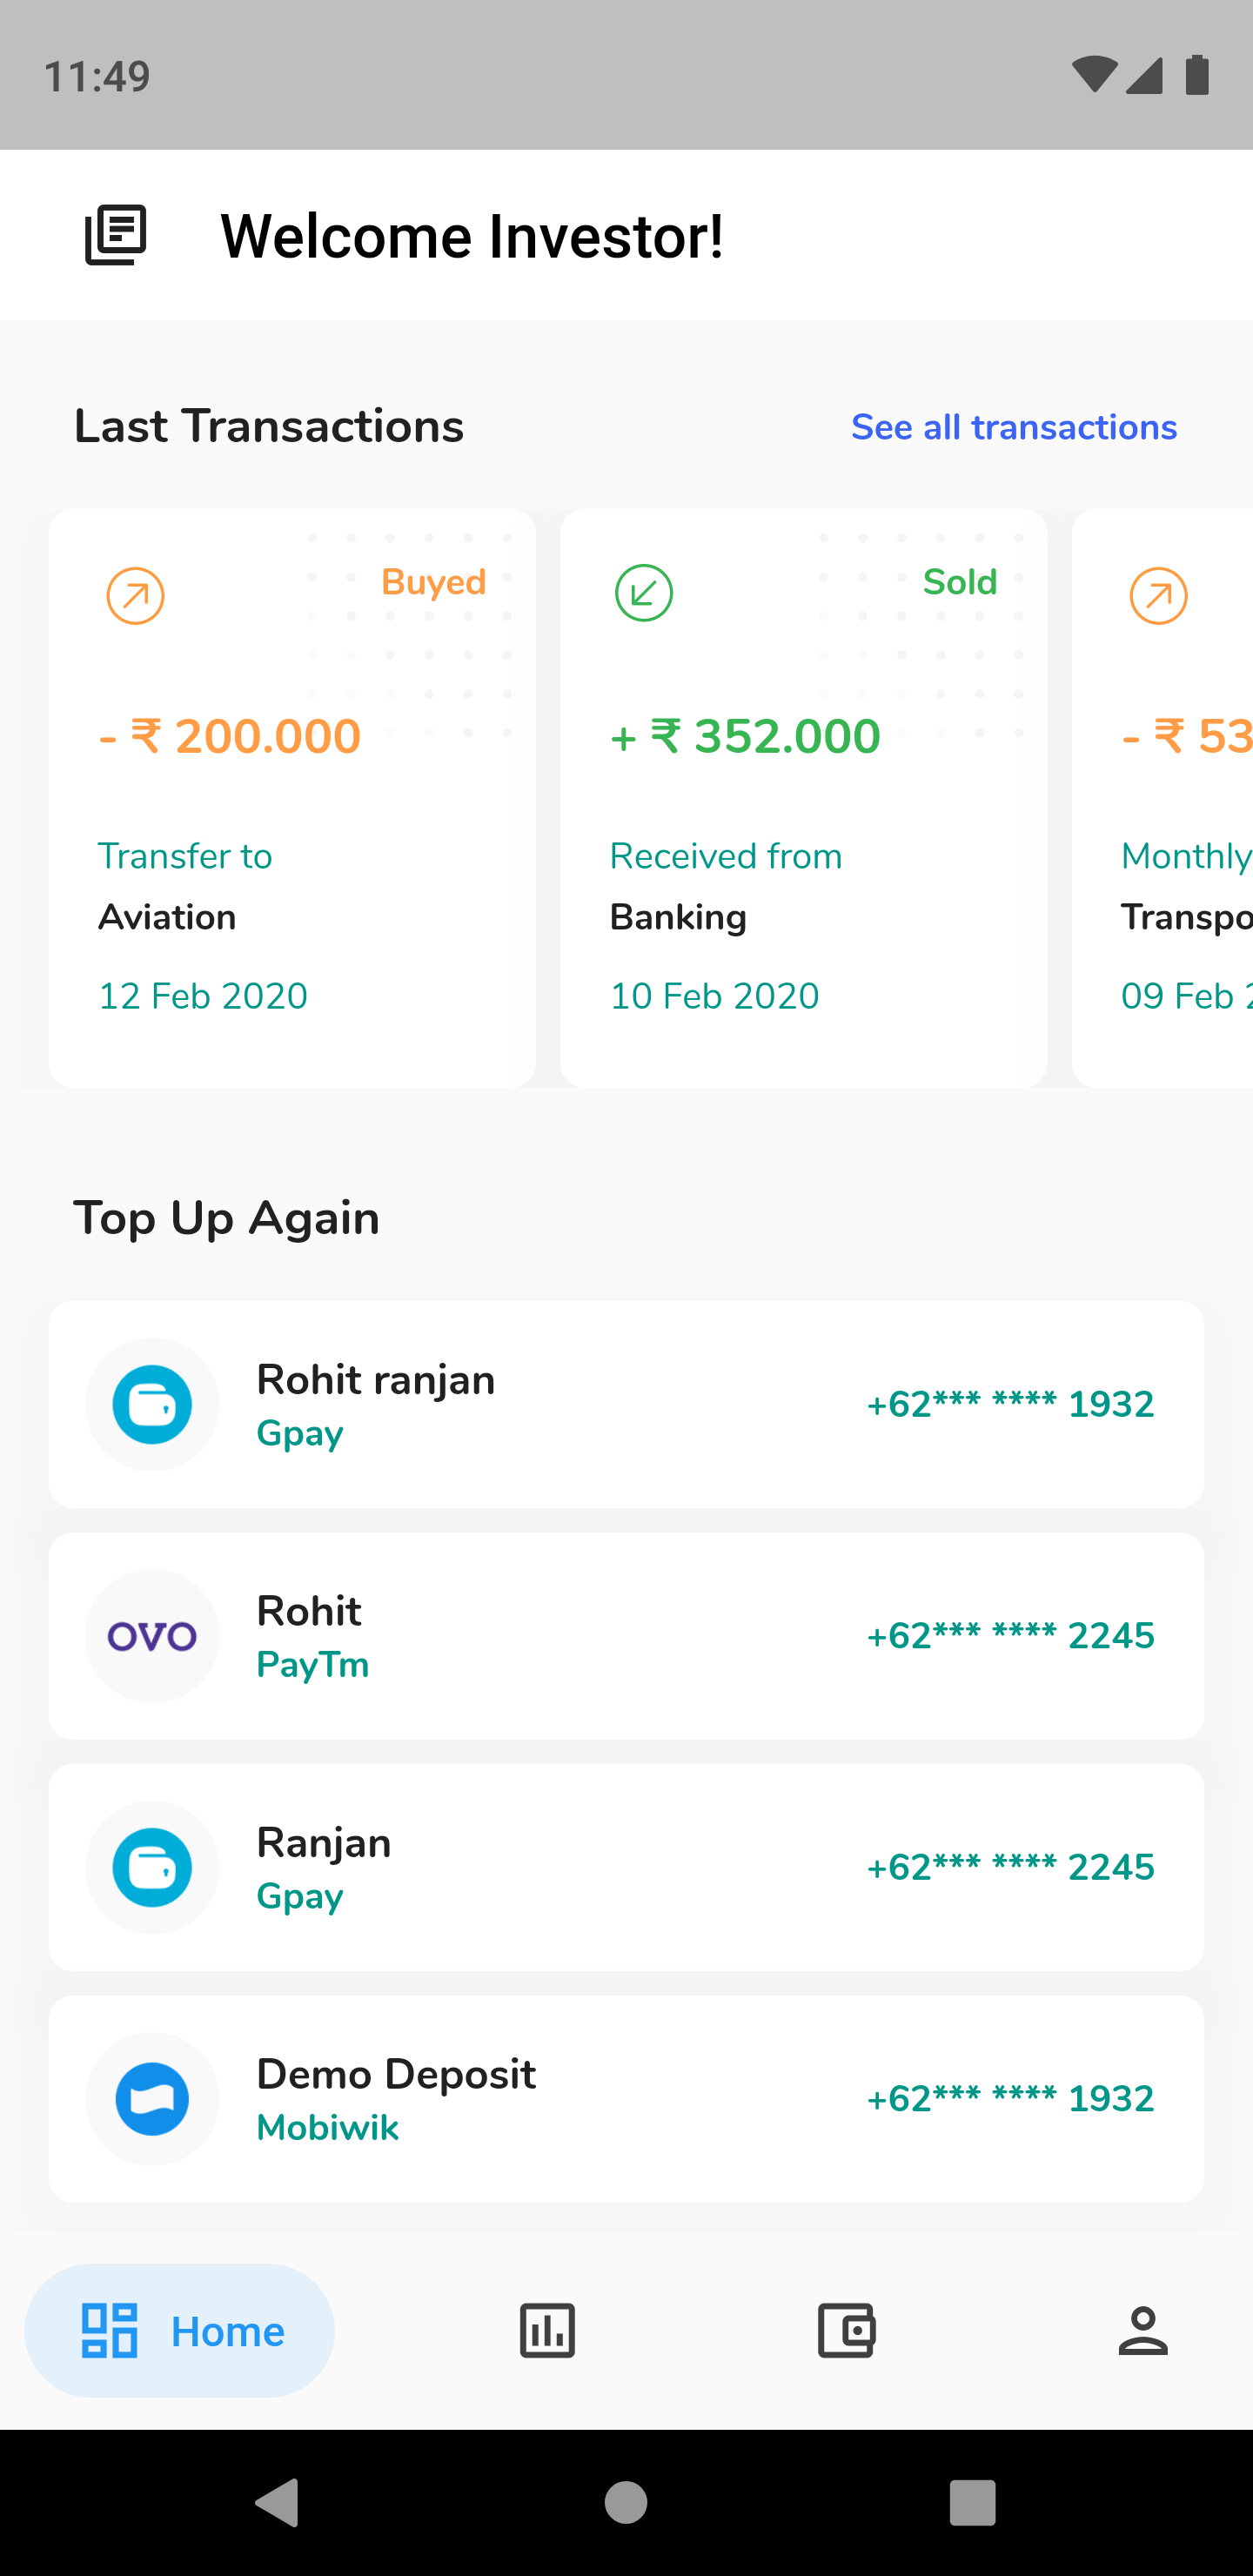 11:49
Welcome Investor!
Last Transactions
See all transactions
Buyed
- ₹ 200.000
Transfer to
Aviation
12 Feb 2020
Sold
+ ₹ 352.000
Received from
Banking
10 Feb 2020
- ₹ 53
Monthly
Transpo
09 Feb 2
Top Up Again
Rohit ranjan
Gpay
+62*** **** 1932
OVO
Rohit
PayTm
+62*** **** 2245
Ranjan
Gpay
+62*** **** 2245
Demo Deposit
Mobiwik
+62*** **** 1932
Home